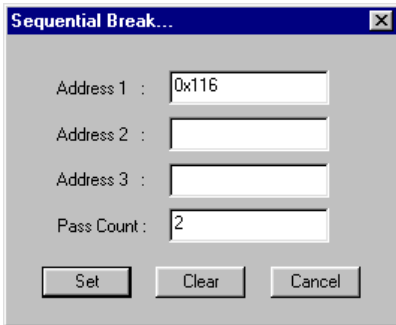 Sequential Break...
Address 1 : 0x116
Address 2 :
Address 3 :
Pass Count : 2
Set Clear Cancel